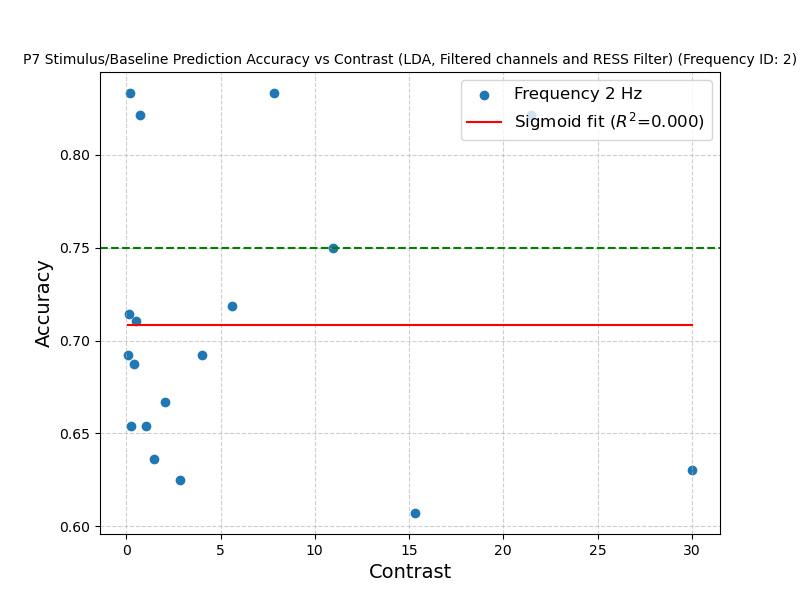 P7 Stimulus/Baseline Prediction Accuracy vs Contrast (LDA, Filtered channels and RESS Filter) (Frequency ID: 2)
Frequency 2 Hz
Sigmoid fit (R²=0.000)
Accuracy
0.80
0.75
0.70
0.65
0.60
0 5 10 15 20 25 30
Contrast